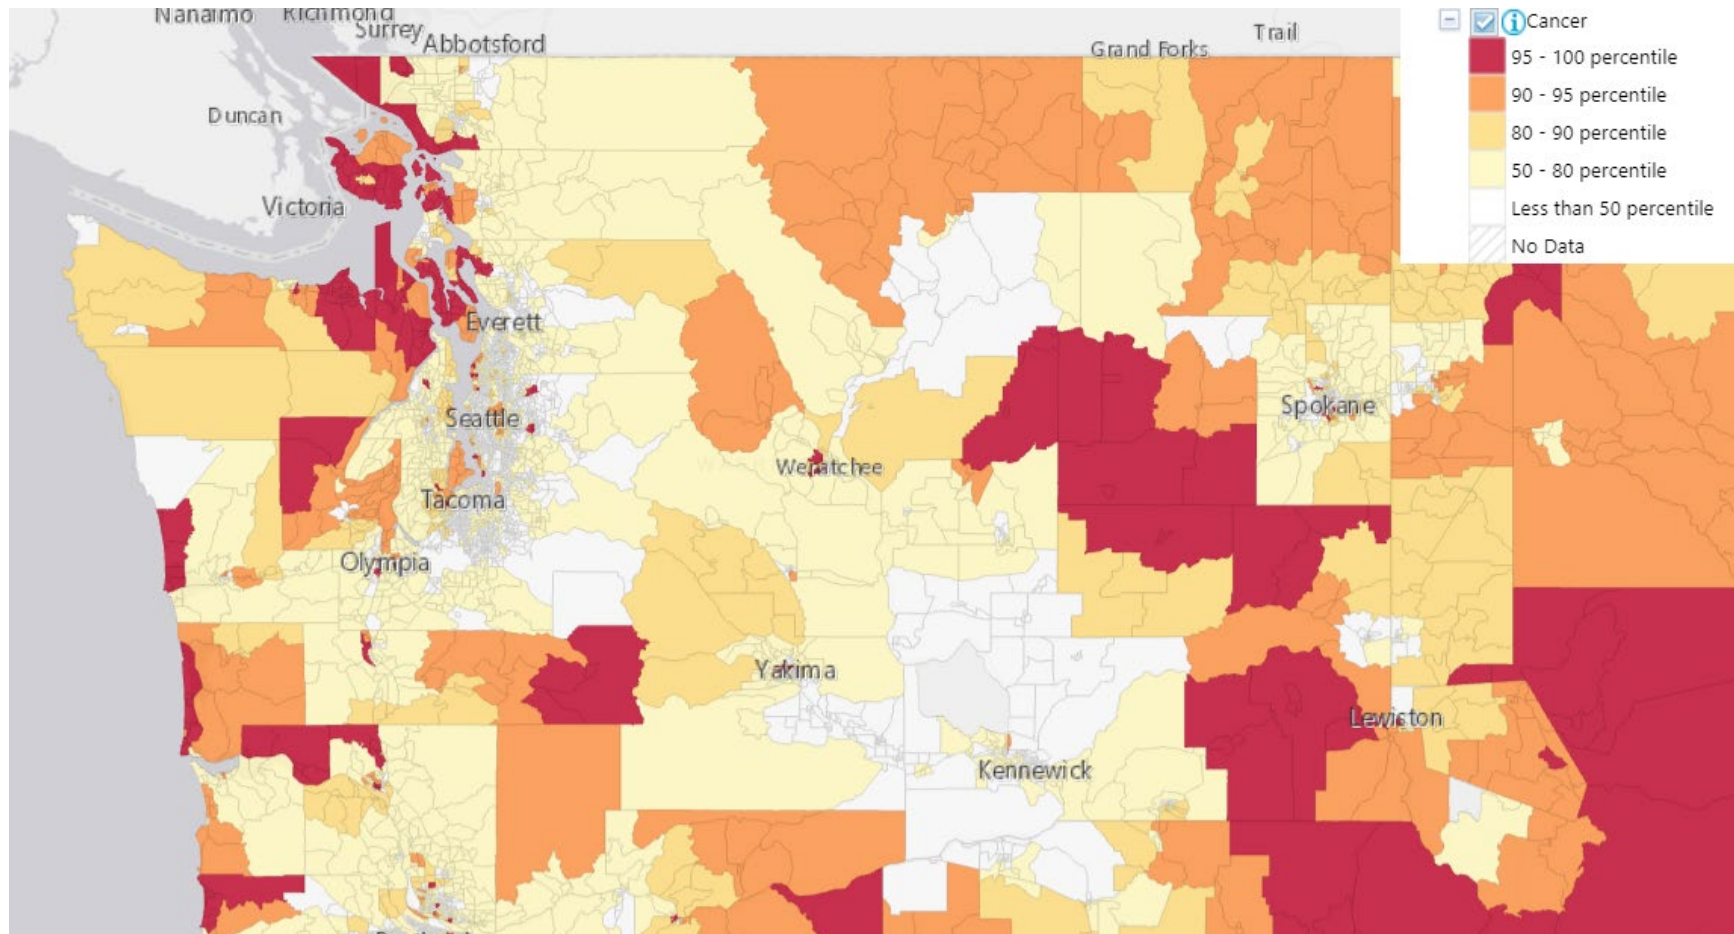 Nanaimo
Richmond
Surrey
Abbotsford
Grand Forks
Trail
Duncan
Victoria
Everett
Seattle
Spokane
Wenatchee
Tacoma
Olympia
Yakima
Lewiston
Kennewick
Cancer
95 - 100 percentile
90 - 95 percentile
80 - 90 percentile
50 - 80 percentile
Less than 50 percentile
No Data